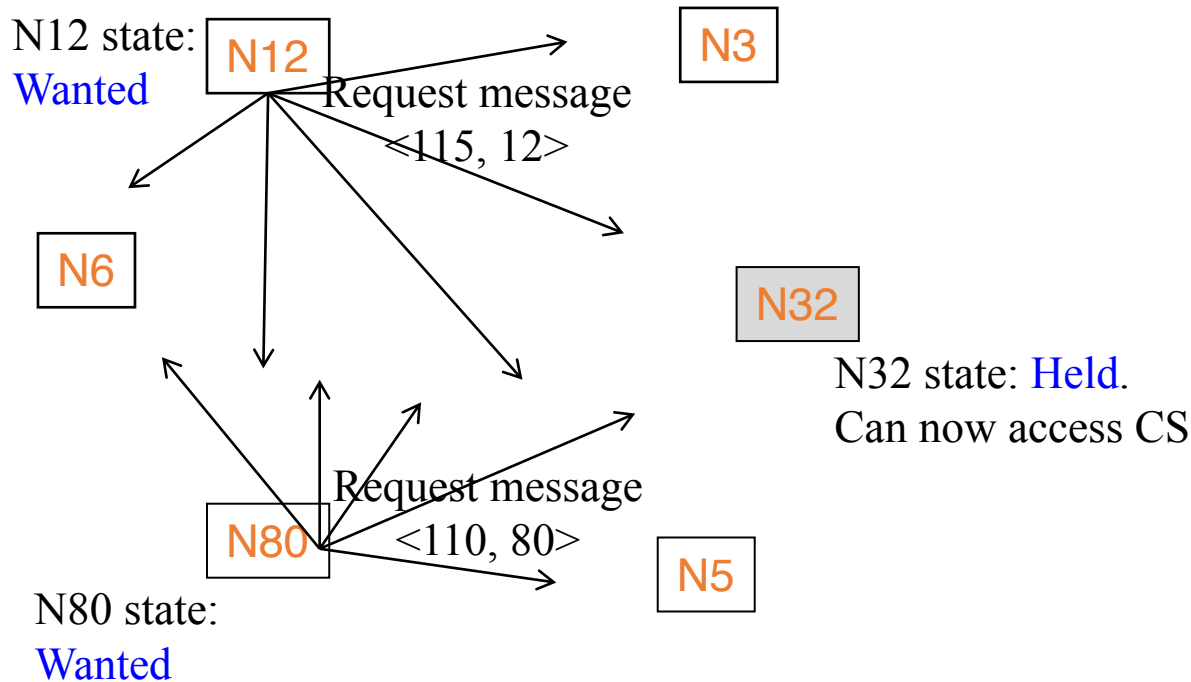 N12 state:
Wanted
N12
N3
Request message
<115, 12>
N6
N32
N32 state: Held.
Can now access CS
Request message
<110, 80>
N80
N5
N80 state:
Wanted